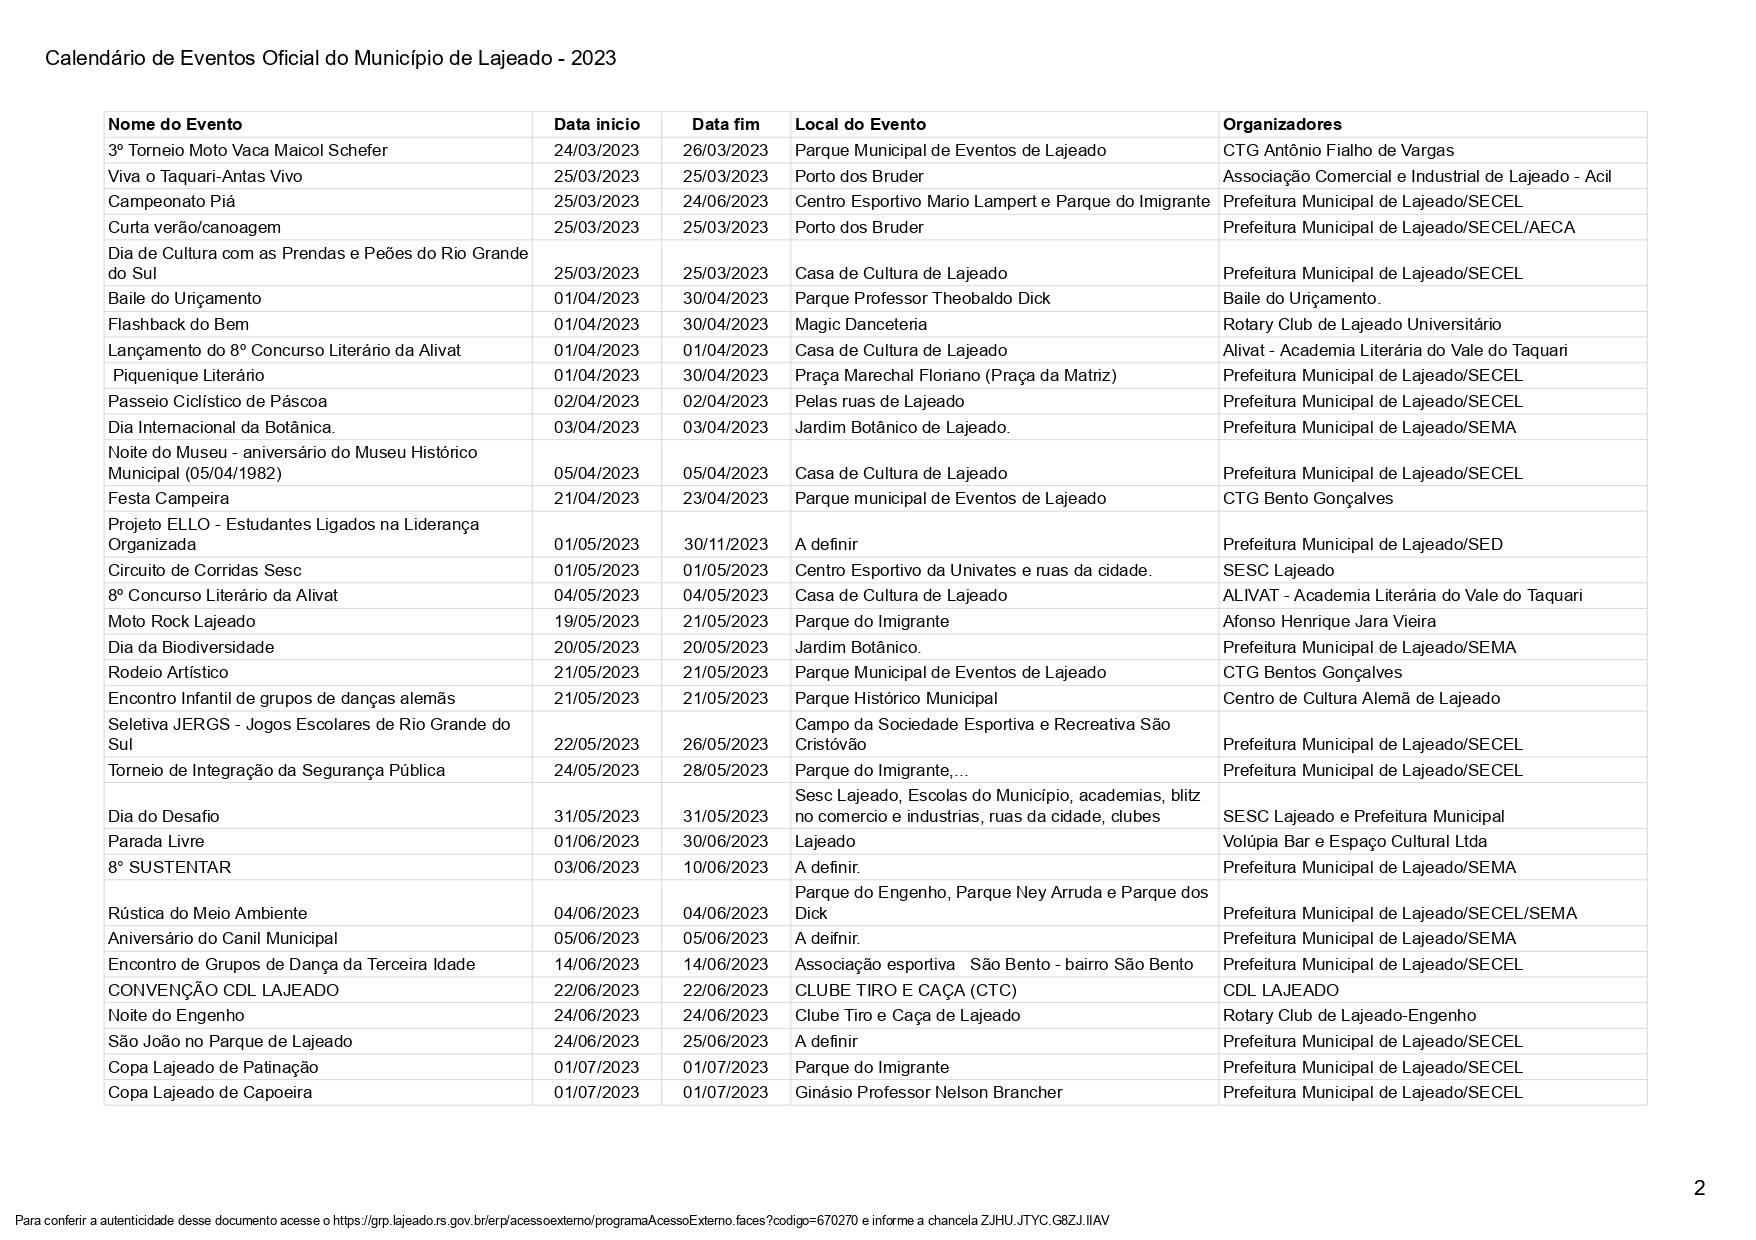 Calendário de Eventos Oficial do Município de Lajeado - 2023
Nome do Evento Data inicio Data fim Local do Evento Organizadores
3º Torneio Moto Vaca Maicol Schefer 24/03/2023 26/03/2023 Parque Municipal de Eventos de Lajeado CTG Antônio Fialho de Vargas
Viva o Taquari-Antas Vivo 25/03/2023 25/03/2023 Porto dos Bruder Associação Comercial e Industrial de Lajeado - Acil
Campeonato Piá 25/03/2023 24/06/2023 Centro Esportivo Mario Lampert e Parque do Imigrante Prefeitura Municipal de Lajeado/SECEL
Curta verão/canoagem 25/03/2023 25/03/2023 Porto dos Bruder Prefeitura Municipal de Lajeado/SECEL/AECA
Dia de Cultura com as Prendas e Peões do Rio Grande
do Sul 25/03/2023 25/03/2023 Casa de Cultura de Lajeado Prefeitura Municipal de Lajeado/SECEL
Baile do Uriçamento 01/04/2023 30/04/2023 Parque Professor Theobaldo Dick Baile do Uriçamento.
Flashback do Bem 01/04/2023 30/04/2023 Magic Danceteria Rotary Club de Lajeado Universitário
Lançamento do 8º Concurso Literário da Alivat 01/04/2023 01/04/2023 Casa de Cultura de Lajeado Alivat - Academia Literária do Vale do Taquari
Piquenique Literário 01/04/2023 30/04/2023 Praça Marechal Floriano (Praça da Matriz) Prefeitura Municipal de Lajeado/SECEL
Passeio Ciclístico de Páscoa 02/04/2023 02/04/2023 Pelas ruas de Lajeado Prefeitura Municipal de Lajeado/SECEL
Dia Internacional da Botânica. 03/04/2023 03/04/2023 Jardim Botânico de Lajeado. Prefeitura Municipal de Lajeado/SEMA
Noite do Museu - aniversário do Museu Histórico
Municipal (05/04/1982) 05/04/2023 05/04/2023 Casa de Cultura de Lajeado Prefeitura Municipal de Lajeado/SECEL
Festa Campeira 21/04/2023 23/04/2023 Parque municipal de Eventos de Lajeado CTG Bento Gonçalves
Projeto ELLO - Estudantes Ligados na Liderança
Organizada 01/05/2023 30/11/2023 A definir Prefeitura Municipal de Lajeado/SED
Circuito de Corridas Sesc 01/05/2023 01/05/2023 Centro Esportivo da Univates e ruas da cidade. SESC Lajeado
8º Concurso Literário da Alivat 04/05/2023 04/05/2023 Casa de Cultura de Lajeado ALIVAT - Academia Literária do Vale do Taquari
Moto Rock Lajeado 19/05/2023 21/05/2023 Parque do Imigrante Afonso Henrique Jara Vieira
Dia da Biodiversidade 20/05/2023 20/05/2023 Jardim Botânico. Prefeitura Municipal de Lajeado/SEMA
Rodeio Artístico 21/05/2023 21/05/2023 Parque Municipal de Eventos de Lajeado CTG Bentos Gonçalves
Encontro Infantil de grupos de danças alemãs 21/05/2023 21/05/2023 Parque Histórico Municipal Centro de Cultura Alemã de Lajeado
Seletiva JERGS - Jogos Escolares de Rio Grande do Campo da Sociedade Esportiva e Recreativa São
Sul 22/05/2023 26/05/2023 Cristóvão Prefeitura Municipal de Lajeado/SECEL
Torneio de Integração da Segurança Pública 24/05/2023 28/05/2023 Parque do Imigrante,... Prefeitura Municipal de Lajeado/SECEL
Sesc Lajeado, Escolas do Município, academias, blitz
Dia do Desafio 31/05/2023 31/05/2023 no comercio e industrias, ruas da cidade, clubes SESC Lajeado e Prefeitura Municipal
Parada Livre 01/06/2023 30/06/2023 Lajeado Volúpia Bar e Espaço Cultural Ltda
8° SUSTENTAR 03/06/2023 10/06/2023 A definir. Prefeitura Municipal de Lajeado/SEMA
Parque do Engenho, Parque Ney Arruda e Parque dos
Rústica do Meio Ambiente 04/06/2023 04/06/2023 Dick Prefeitura Municipal de Lajeado/SECEL/SEMA
Aniversário do Canil Municipal 05/06/2023 05/06/2023 A deifnir. Prefeitura Municipal de Lajeado/SEMA
Encontro de Grupos de Dança da Terceira Idade 14/06/2023 14/06/2023 Associação esportiva São Bento - bairro São Bento Prefeitura Municipal de Lajeado/SECEL
CONVENÇÃO CDL LAJEADO 22/06/2023 22/06/2023 CLUBE TIRO E CAÇA (CTC) CDL LAJEADO
Noite do Engenho 24/06/2023 24/06/2023 Clube Tiro e Caça de Lajeado Rotary Club de Lajeado-Engenho
São João no Parque de Lajeado 24/06/2023 25/06/2023 A definir Prefeitura Municipal de Lajeado/SECEL
Copa Lajeado de Patinação 01/07/2023 01/07/2023 Parque do Imigrante Prefeitura Municipal de Lajeado/SECEL
Copa Lajeado de Capoeira 01/07/2023 01/07/2023 Ginásio Professor Nelson Brancher Prefeitura Municipal de Lajeado/SECEL
2
Para conferir a autenticidade desse documento acesse o https://grp.lajeado.rs.gov.br/erp/acessoexterno/programaAcessoExterno.faces?codigo=670270 e informe a chancela ZJHU.JTYC.G8ZJ.IIAV